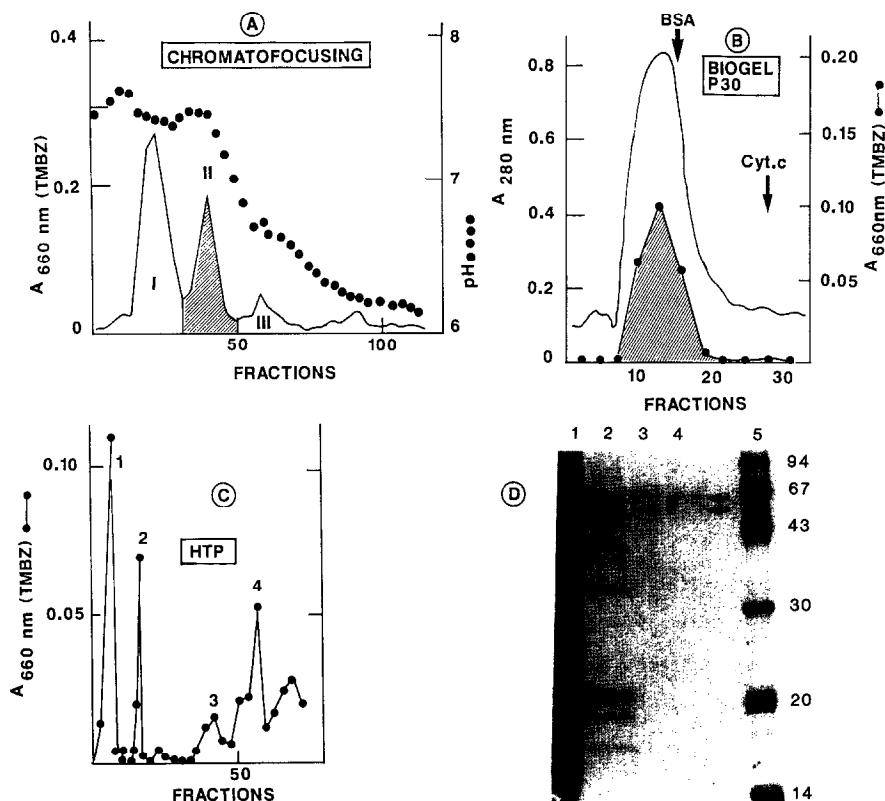 A
CHROMATOFOCUSING
0.4
0.2
0
A 660 nm (TMBZ)
8
7
6
pH
I
II
III
50
100
FRACTIONS
BSA
B
BIOGEL
P30
Cyt.c
0.8
0.6
0.4
0.2
0
A 280 nm
0.20
0.15
0.10
0.05
A 660nm (TMBZ)
10
20
30
FRACTIONS
C
HTP
0.10
0.05
A 660 nm (TMBZ)
1
2
3
4
50
FRACTIONS
D
1 2 3 4 5
94
67
43
30
20
14